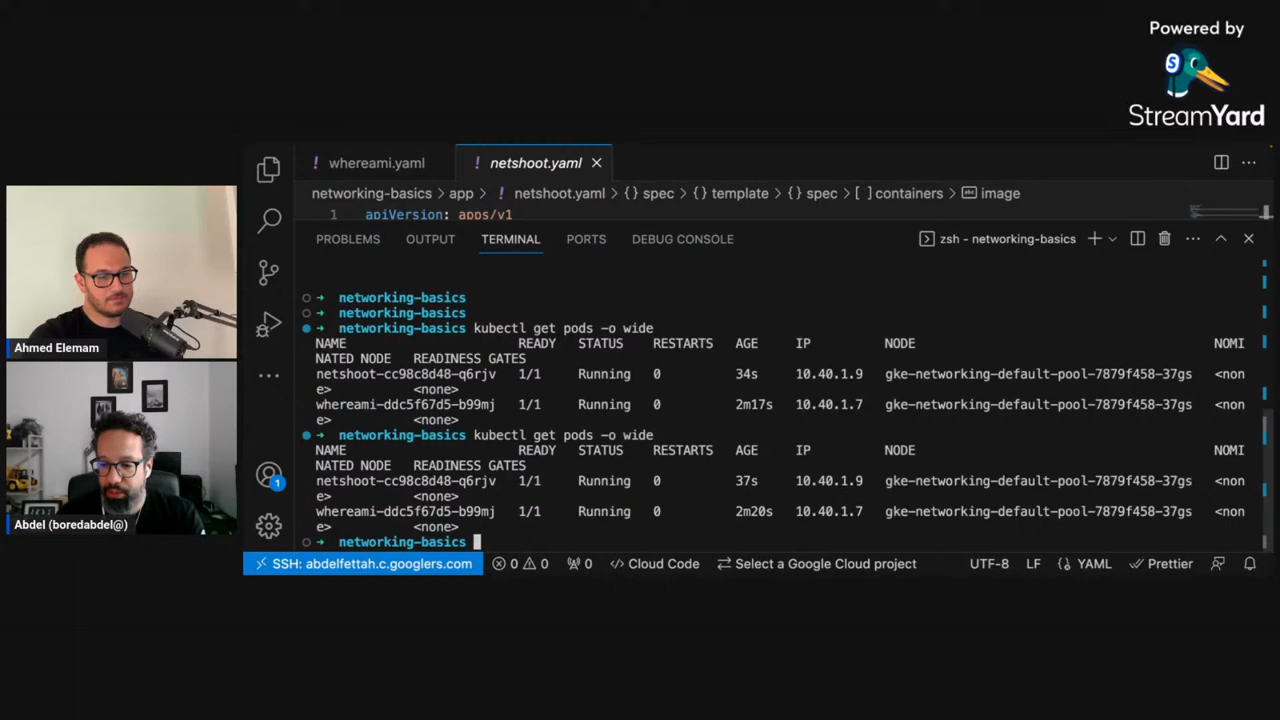 Powered by
StreamYard
whereami.yaml
netshoot.yaml
networking-basics > app > ! netshoot.yaml > {} spec > {} template > {} spec > [ ] containers > image
1 apiVersion: apps/v1
PROBLEMS OUTPUT TERMINAL PORTS DEBUG CONSOLE zsh - networking-basics
→ networking-basics
→ networking-basics
→ networking-basics kubectl get pods -o wide
NAME READY STATUS RESTARTS AGE IP NODE NOMI
NATED NODE READINESS GATES
netshoot-cc98c8d48-q6rjv 1/1 Running 0 34s 10.40.1.9 gke-networking-default-pool-7879f458-37gs <non
e> <none>
whereami-ddc5f67d5-b99mj 1/1 Running 0 2m17s 10.40.1.7 gke-networking-default-pool-7879f458-37gs <non
e> <none>
→ networking-basics kubectl get pods -o wide
NAME READY STATUS RESTARTS AGE IP NODE NOMI
NATED NODE READINESS GATES
netshoot-cc98c8d48-q6rjv 1/1 Running 0 37s 10.40.1.9 gke-networking-default-pool-7879f458-37gs <non
e> <none>
whereami-ddc5f67d5-b99mj 1/1 Running 0 2m20s 10.40.1.7 gke-networking-default-pool-7879f458-37gs <non
e> <none>
→ networking-basics
Ahmed Elemam
Abdel (boredabdel@)
1
SSH: abdelfettah.c.googlers.com 0 0 0 Cloud Code Select a Google Cloud project UTF-8 LF YAML Prettier